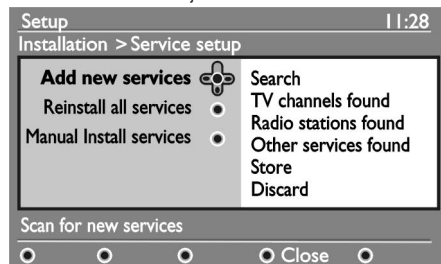 Setup 11:28
Installation > Service setup
Add new services
Reinstall all services
Manual Install services
Search
TV channels found
Radio stations found
Other services found
Store
Discard
Scan for new services
Close